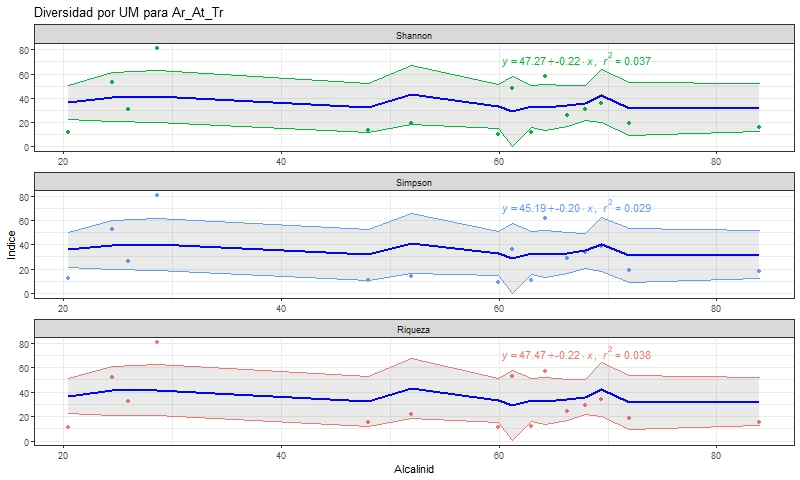 Diversidad por UM para Ar_At_Tr
Shannon
y = 47.27+-0.22 · x, r² = 0.037
80
60
40
20
0
20 40 60 80
Simpson
y = 45.19+-0.20 · x, r² = 0.029
80
60
40
20
0
20 40 60 80
Indice
Riqueza
y = 47.47+-0.22 · x, r² = 0.038
80
60
40
20
0
20 40 60 80
Alcalinid